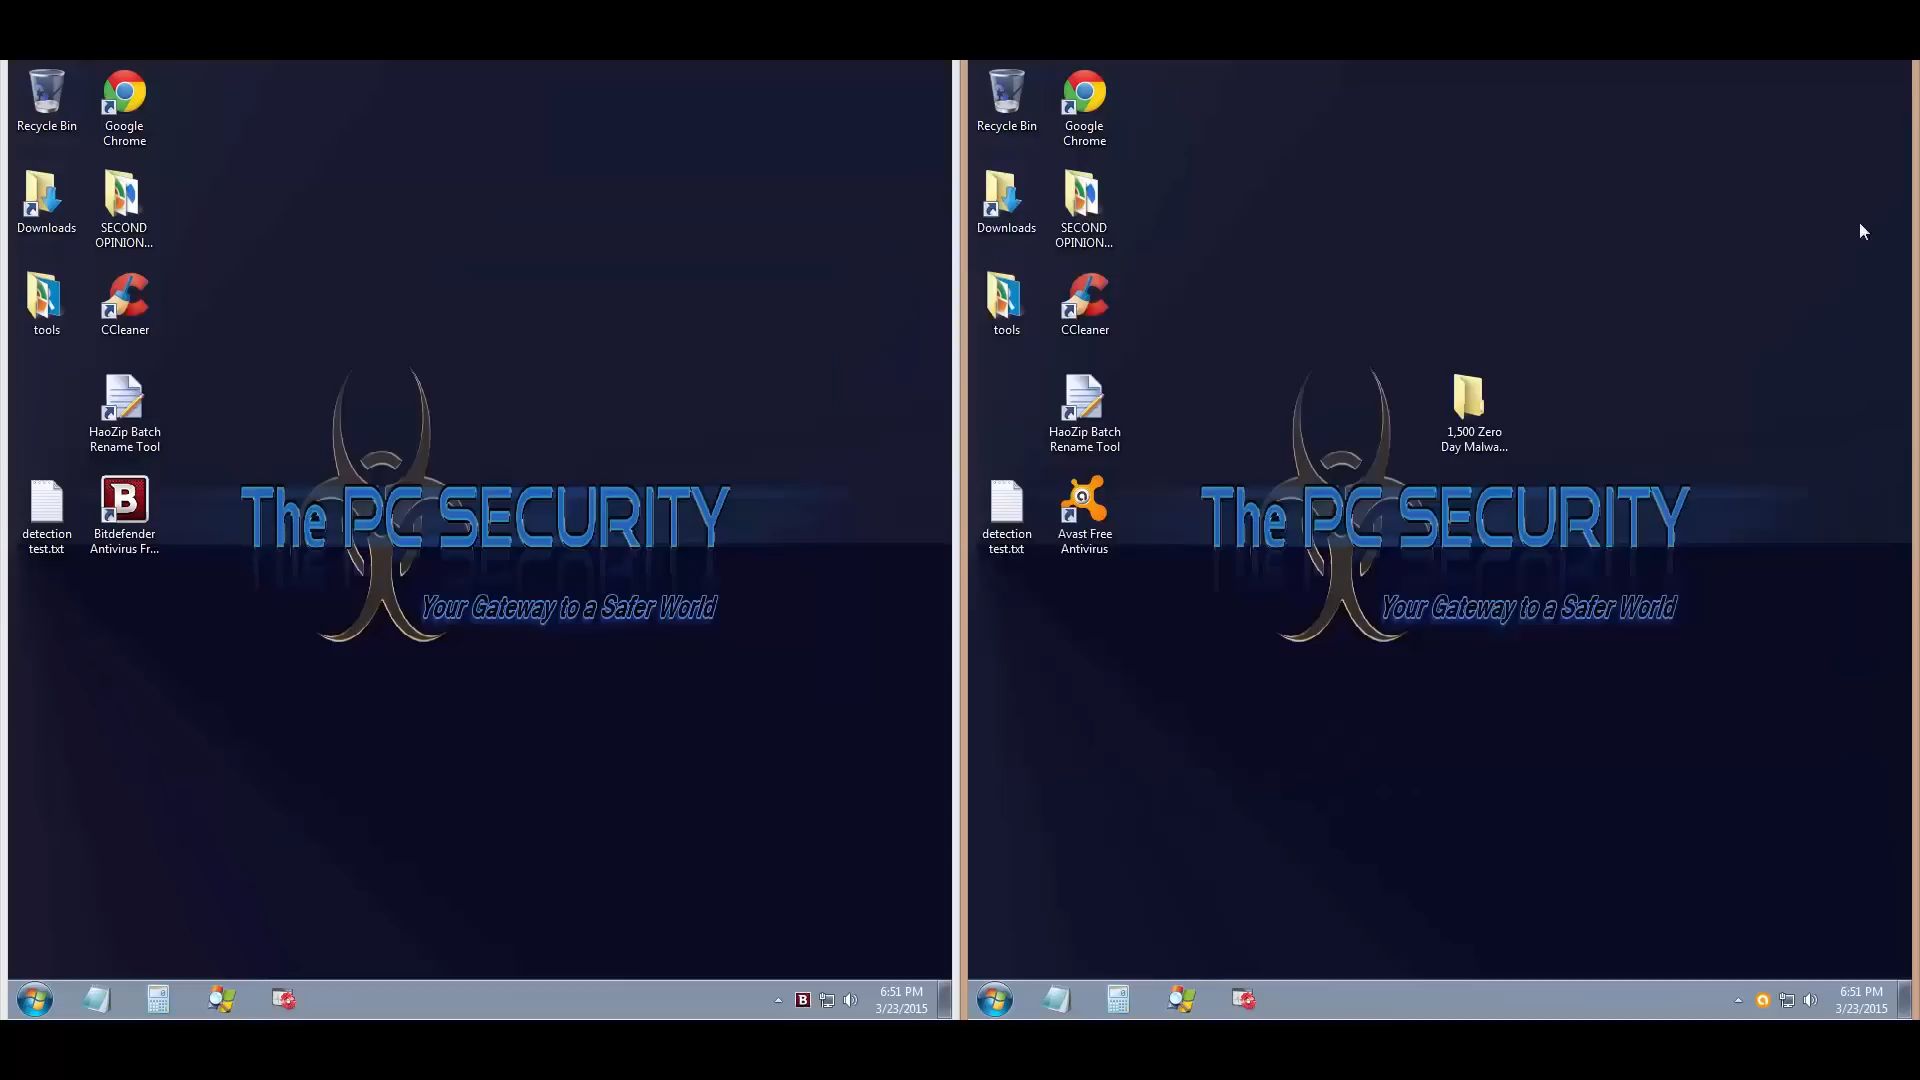 Recycle Bin
Google
Chrome
Downloads
SECOND
OPINION...
tools
CCleaner
HaoZip Batch
Rename Tool
detection
test.txt
Bitdefender
Antivirus Fr...
The PC SECURITY
Your Gateway to a Safer World
6:51 PM
3/23/2015
Recycle Bin
Google
Chrome
Downloads
SECOND
OPINION...
tools
CCleaner
HaoZip Batch
Rename Tool
1,500 Zero
Day Malwa...
detection
test.txt
Avast Free
Antivirus
The PC SECURITY
Your Gateway to a Safer World
6:51 PM
3/23/2015